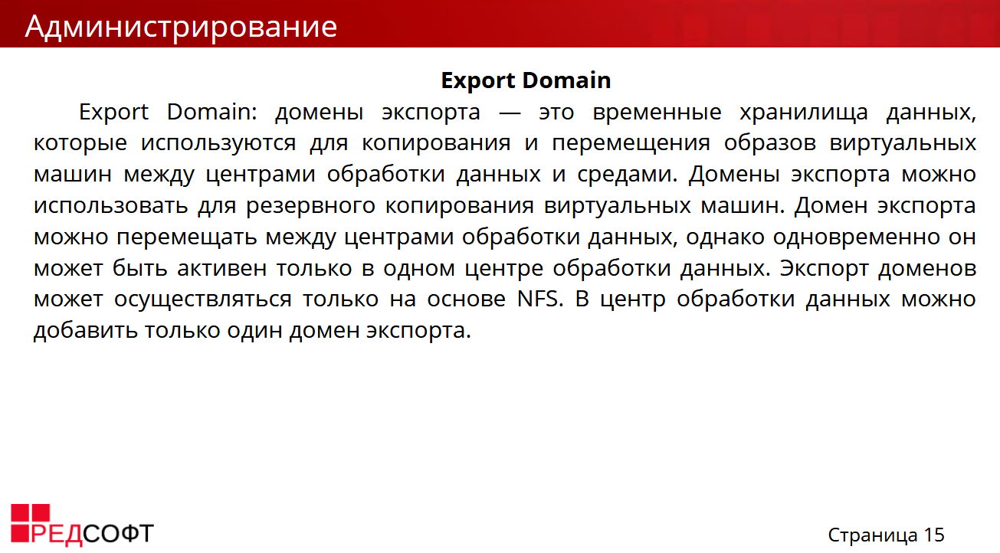 Администрирование
Export Domain
Export Domain: домены экспорта — это временные хранилища данных,
которые используются для копирования и перемещения образов виртуальных
машин между центрами обработки данных и средами. Домены экспорта можно
использовать для резервного копирования виртуальных машин. Домен экспорта
можно перемещать между центрами обработки данных, однако одновременно он
может быть активен только в одном центре обработки данных. Экспорт доменов
может осуществляться только на основе NFS. В центр обработки данных можно
добавить только один домен экспорта.
РЕДСОФТ
Страница 15